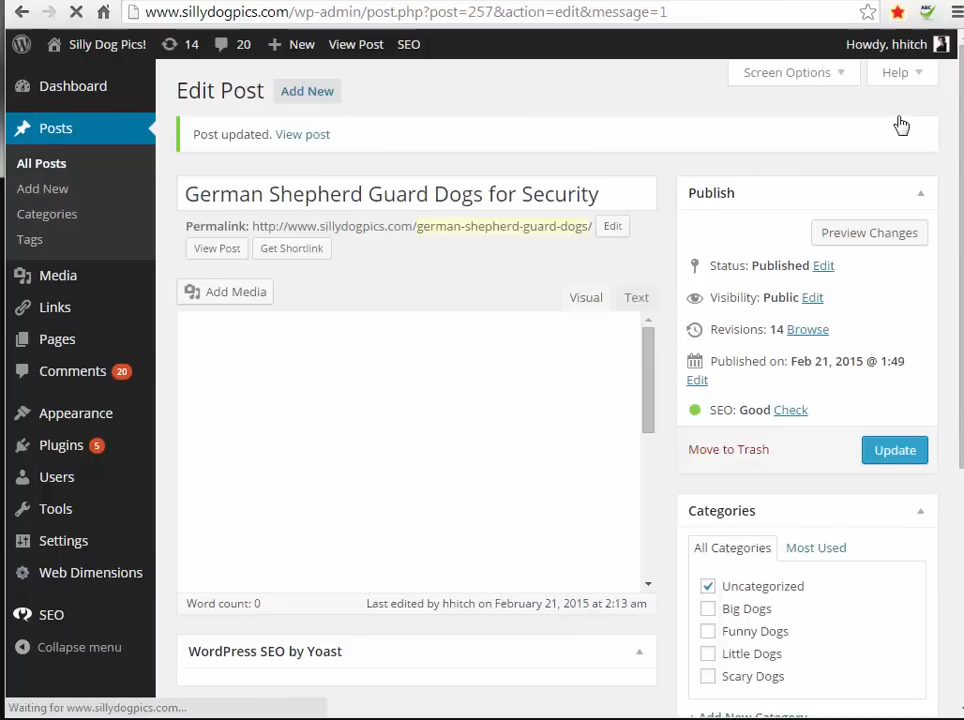 www.sillydogpics.com/wp-admin/post.php?post=257&action=edit&message=1
Silly Dog Pics! 14 20 New View Post SEO Howdy, hhitch
Screen Options Help
Dashboard
Posts
All Posts
Add New
Categories
Tags
Media
Links
Pages
Comments 20
Appearance
Plugins 5
Users
Tools
Settings
Web Dimensions
SEO
Collapse menu
Edit Post Add New
Post updated. View post
German Shepherd Guard Dogs for Security
Permalink: http://www.sillydogpics.com/german-shepherd-guard-dogs/ Edit
View Post Get Shortlink
Add Media Visual Text
Word count: 0 Last edited by hhitch on February 21, 2015 at 2:13 am
WordPress SEO by Yoast
Publish
Preview Changes
Status: Published Edit
Visibility: Public Edit
Revisions: 14 Browse
Published on: Feb 21, 2015 @ 1:49
Edit
SEO: Good Check
Move to Trash Update
Categories
All Categories Most Used
Uncategorized
Big Dogs
Funny Dogs
Little Dogs
Scary Dogs
+ Add New Category
Waiting for www.sillydogpics.com...